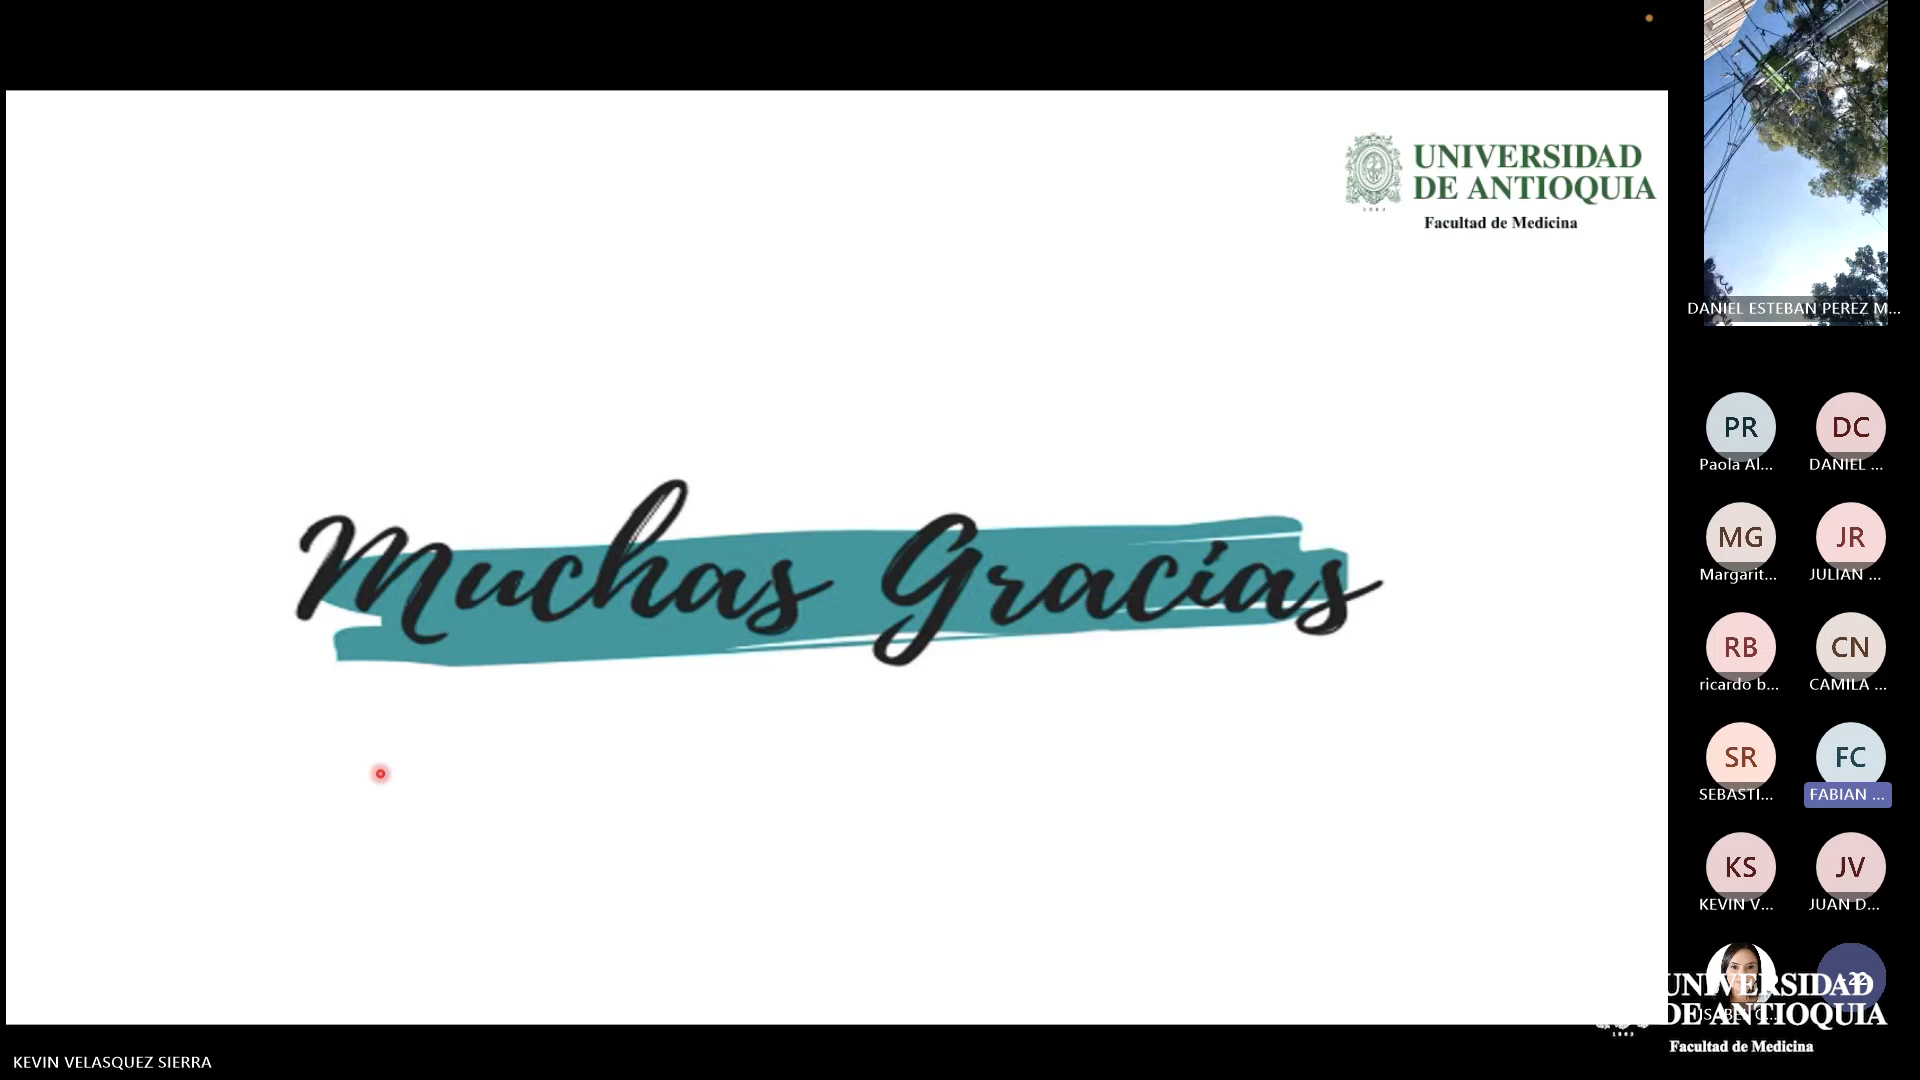 UNIVERSIDAD
DE ANTIOQUIA
1803
Facultad de Medicina
Muchas Gracias
DANIEL ESTEBAN PEREZ M...
PR
Paola Al...
DC
DANIEL ...
MG
Margarit...
JR
JULIAN ...
RB
ricardo b...
CN
CAMILA ...
SR
SEBASTI...
FC
FABIAN ...
KS
KEVIN V...
JV
JUAN D...
UNIVERSIDAD
DE ANTIOQUIA
1803
Facultad de Medicina
KEVIN VELASQUEZ SIERRA